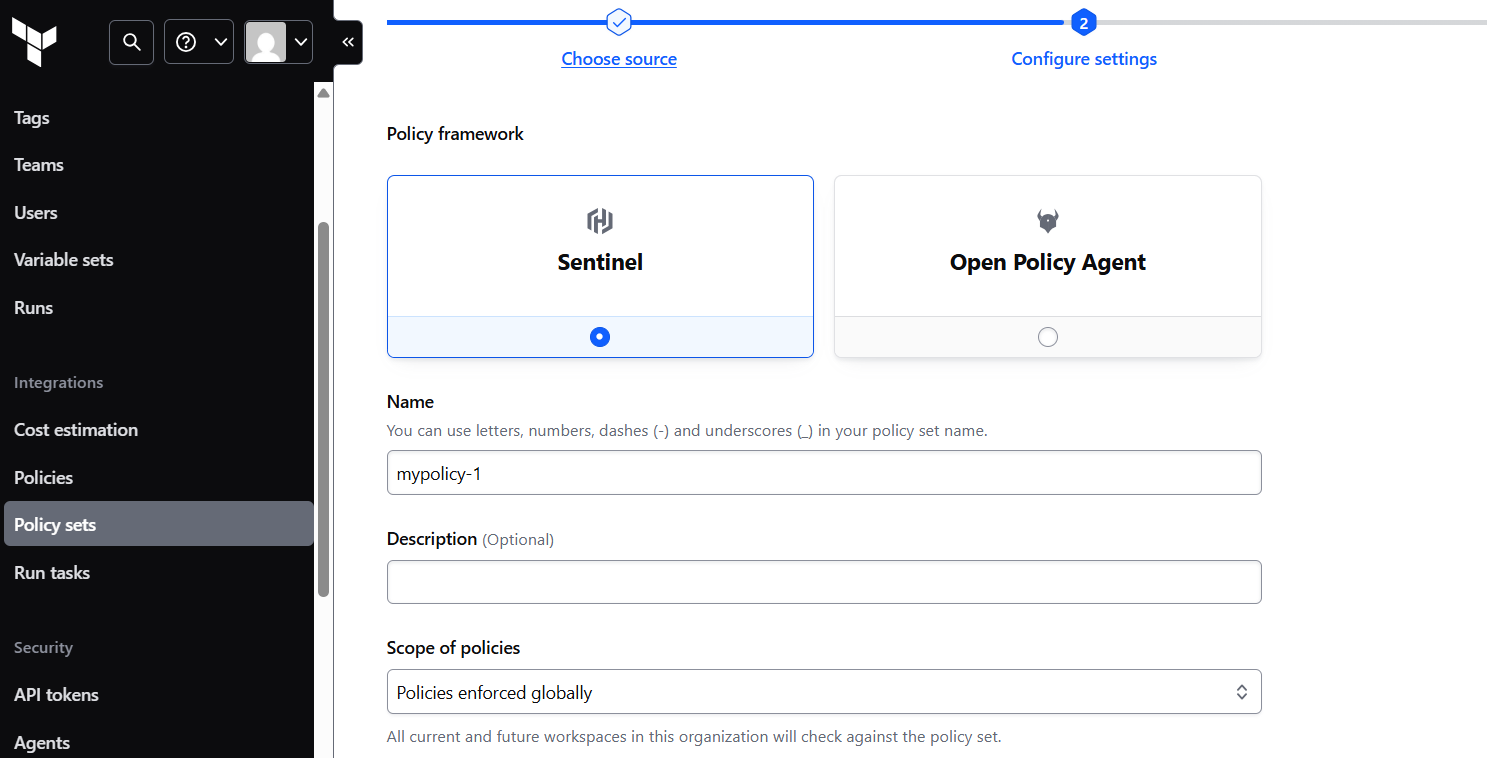 Tags
Teams
Users
Variable sets
Runs
Integrations
Cost estimation
Policies
Policy sets
Run tasks
Security
API tokens
Agents
2
Choose source
Configure settings
Policy framework
Sentinel
Open Policy Agent
Name
You can use letters, numbers, dashes (-) and underscores (_) in your policy set name.
mypolicy-1
Description (Optional)
Scope of policies
Policies enforced globally
All current and future workspaces in this organization will check against the policy set.